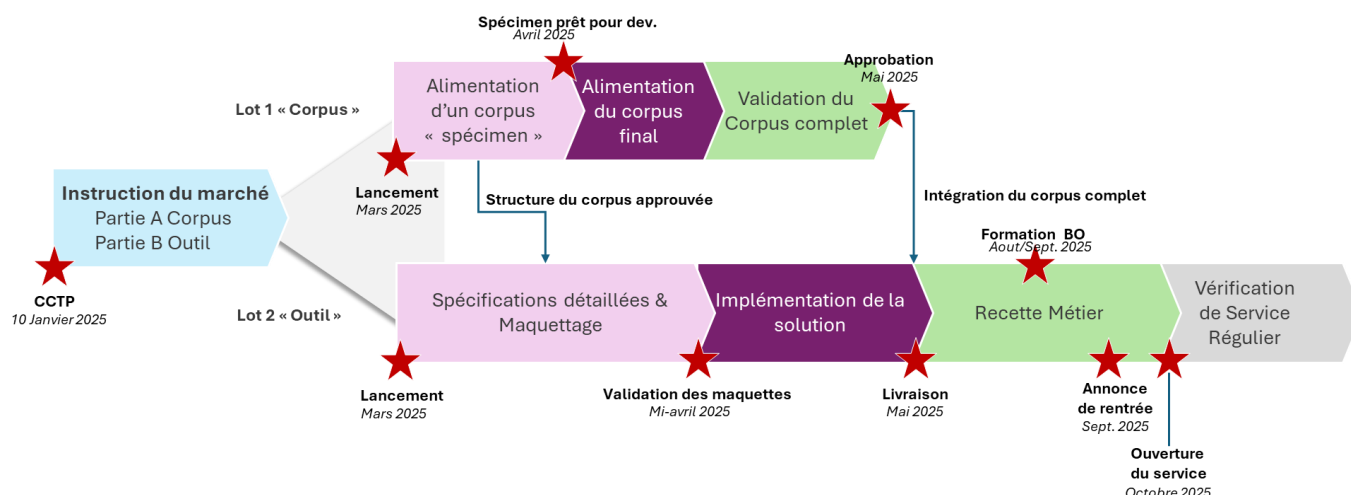 Spécimen prêt pour dev.
Avril 2025
Approbation
Mai 2025
Lot 1 « Corpus »
Alimentation
d’un corpus
« spécimen »
Alimentation
du corpus
final
Validation du
Corpus complet
Lancement
Mars 2025
Structure du corpus approuvée
Intégration du corpus complet
Instruction du marché
Partie A Corpus
Partie B Outil
CCTP
10 Janvier 2025
Formation BO
Aout/Sept. 2025
Lot 2 « Outil »
Spécifications détaillées &
Maquettage
Implémentation de la
solution
Recette Métier
Vérification
de Service
Régulier
Lancement
Mars 2025
Validation des maquettes
Mi-avril 2025
Livraison
Mai 2025
Annonce
de rentrée
Sept. 2025
Ouverture
du service
Octobre 2025